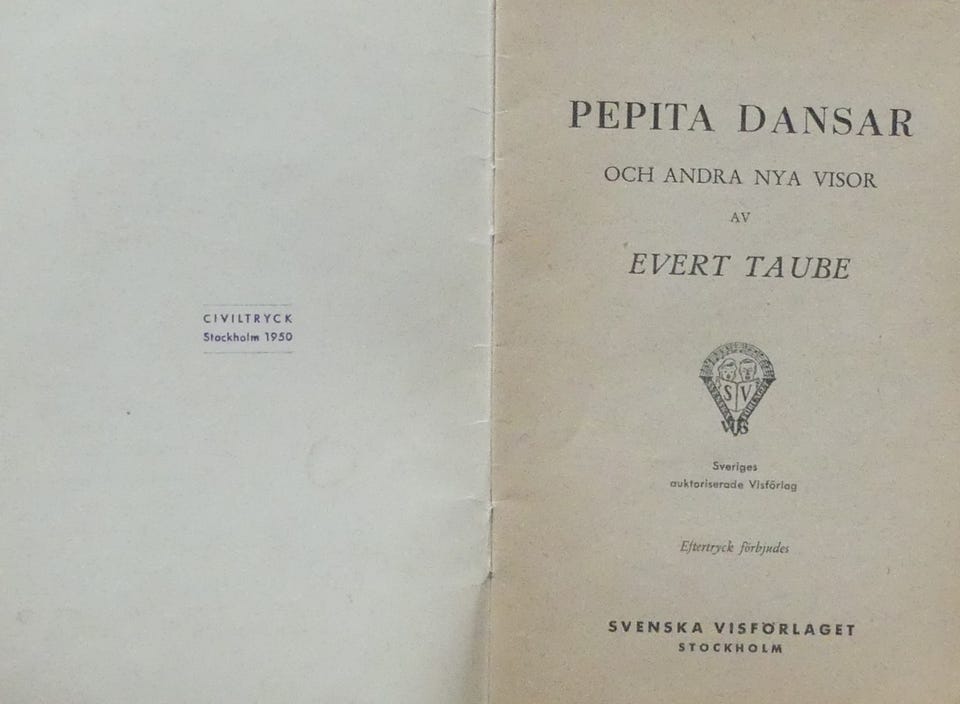 CIVILTRYCK
Stockholm 1950
PEPITA DANSAR
OCH ANDRA NYA VISOR
AV
EVERT TAUBE
SV
Sveriges
auktoriserade Visförlag
Eftertryck förbjudes
SVENSKA VISFÖRLAGET
STOCKHOLM